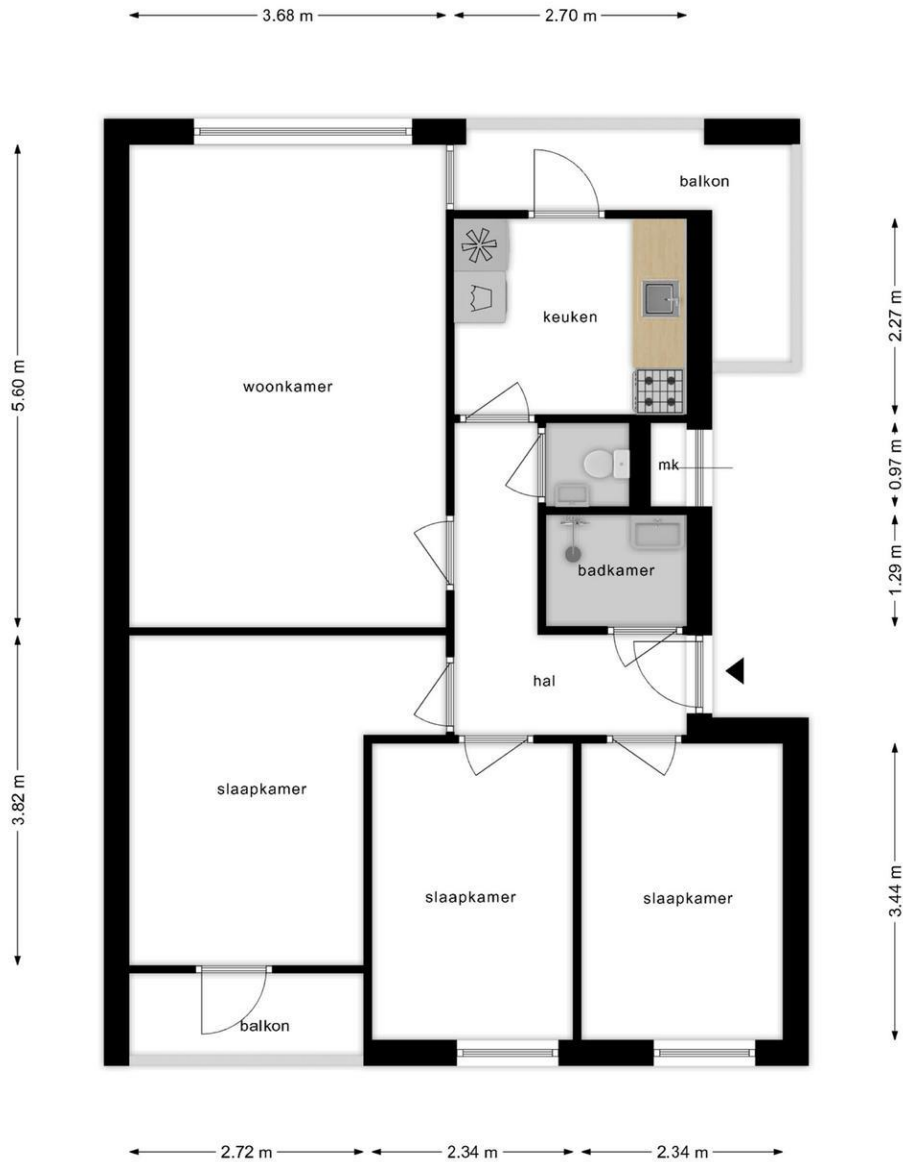 3.68 m
2.70 m
balkon
2.27 m
keuken
5.60 m
woonkamer
mk
0.97 m
badkamer
1.29 m
hal
slaapkamer
3.82 m
slaapkamer
slaapkamer
3.44 m
balkon
2.72 m
2.34 m
2.34 m